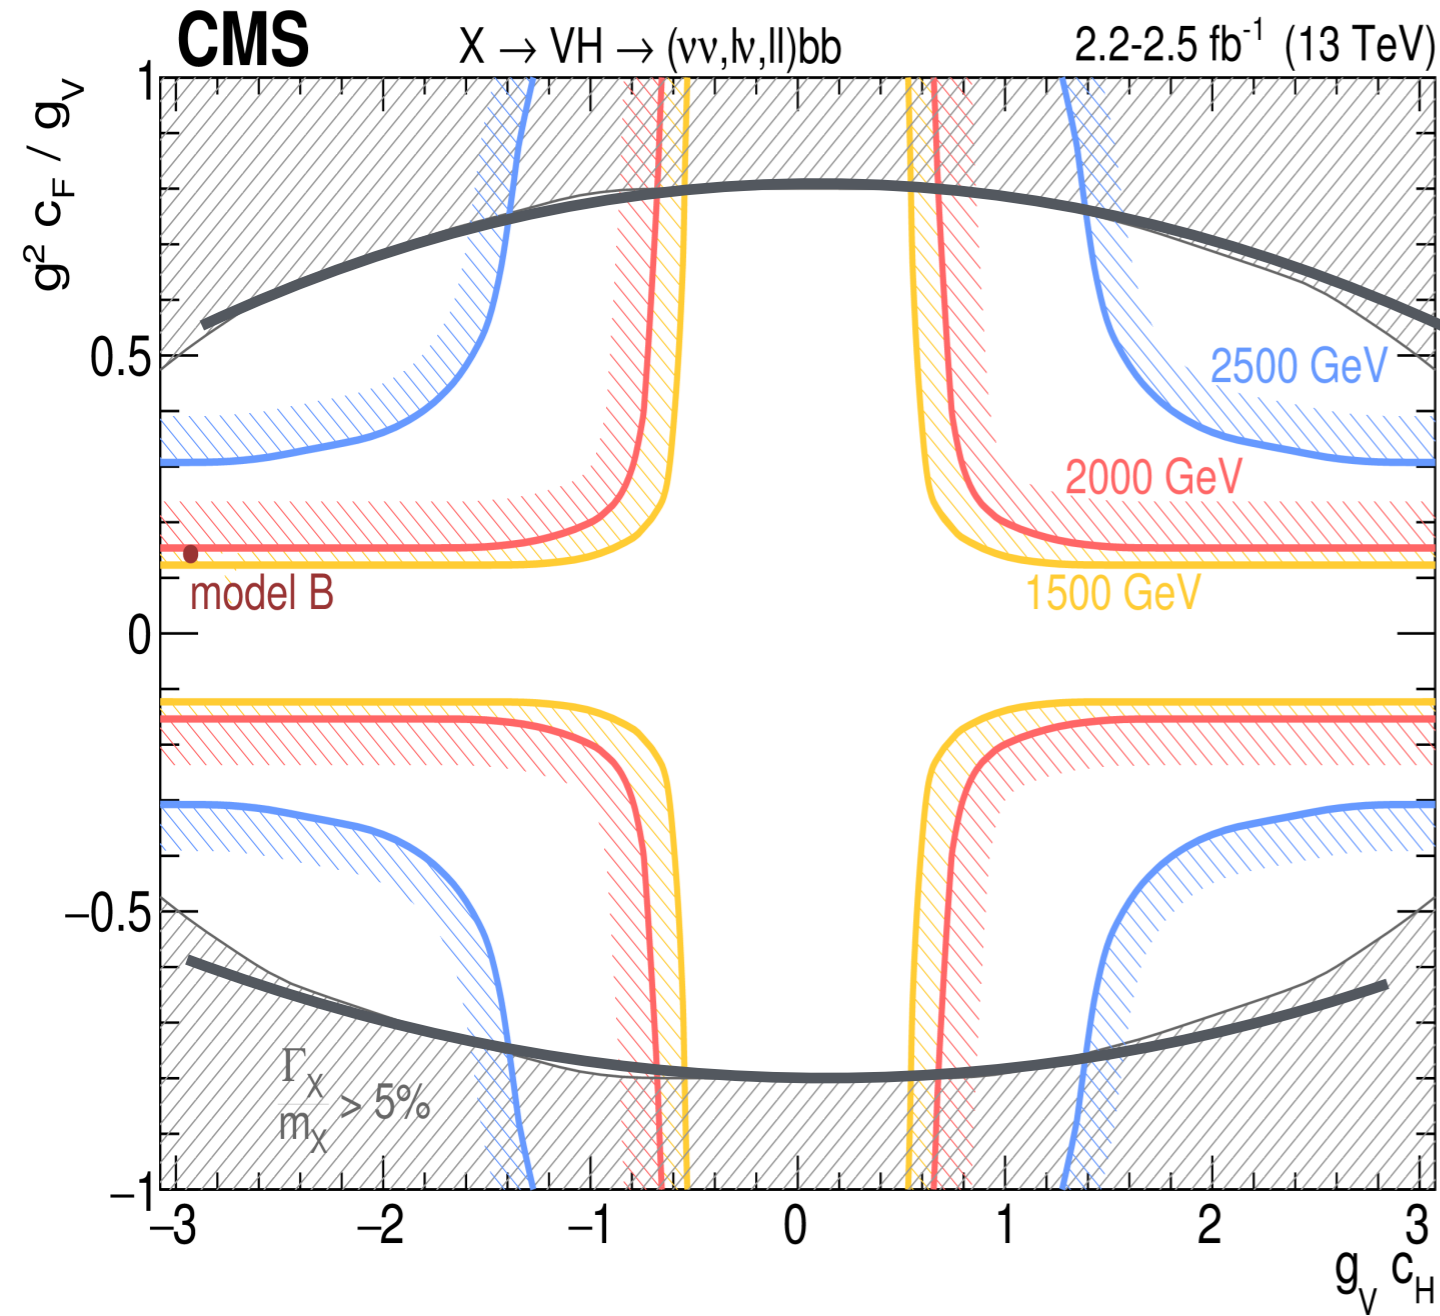 CMS X → VH → (νν,lν,ll)bb 2.2-2.5 fb⁻¹ (13 TeV)
g² c_F / g_V
1
0.5
0
−0.5
−1
2500 GeV
2000 GeV
1500 GeV
model B
Γ_X
m_X
> 5%
−3 −2 −1 0 1 2 3
g_V c_H